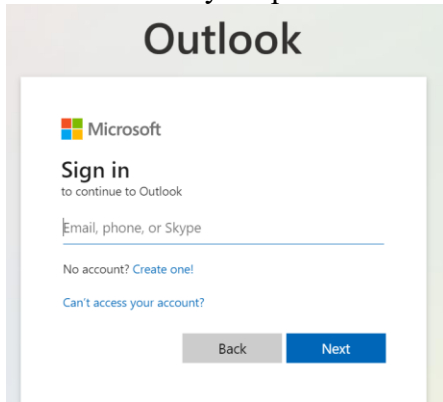 Outlook
Microsoft
Sign in
to continue to Outlook
Email, phone, or Skype
No account? Create one!
Can't access your account?
Back Next